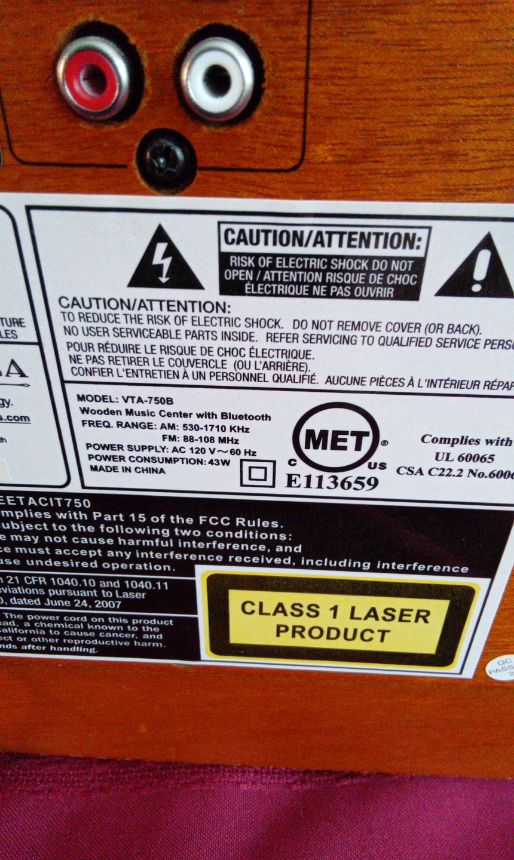 CAUTION/ATTENTION:
RISK OF ELECTRIC SHOCK DO NOT
OPEN / ATTENTION RISQUE DE CHOC
ÉLECTRIQUE NE PAS OUVRIR
CAUTION/ATTENTION:
TO REDUCE THE RISK OF ELECTRIC SHOCK. DO NOT REMOVE COVER (OR BACK).
NO USER SERVICEABLE PARTS INSIDE. REFER SERVICING TO QUALIFIED SERVICE
POUR RÉDUIRE LE RISQUE DE CHOC ÉLECTRIQUE.
NE PAS RETIRER LE COUVERCLE (OU L'ARRIÈRE).
CONFIER L'ENTRETIEN À UN PERSONNEL QUALIFIÉ. AUCUNE PIÈCES À L'INTÉRIEUR
MODEL: VTA-750B
Wooden Music Center with Bluetooth
FREQ. RANGE: AM: 530-1710 KHz
FM: 88-108 MHz
POWER SUPPLY: AC 120 V~60 Hz
POWER CONSUMPTION: 43W
MADE IN CHINA
MET
C US
E113659
Complies with
UL 60065
CSA C22.2
EETACIT750
mplies with Part 15 of the FCC Rules.
ubject to the following two conditions:
e may not cause harmful interference, and
ce must accept any interference received, including interference
use undesired operation.
21 CFR 1040.10 and 1040.11
viations pursuant to Laser
, dated June 24, 2007
The power cord on this product
ead, a chemical known to the
alifornia to cause cancer, and
ect or other reproductive harm.
nds after handling.
CLASS 1 LASER
PRODUCT
QC
PASS